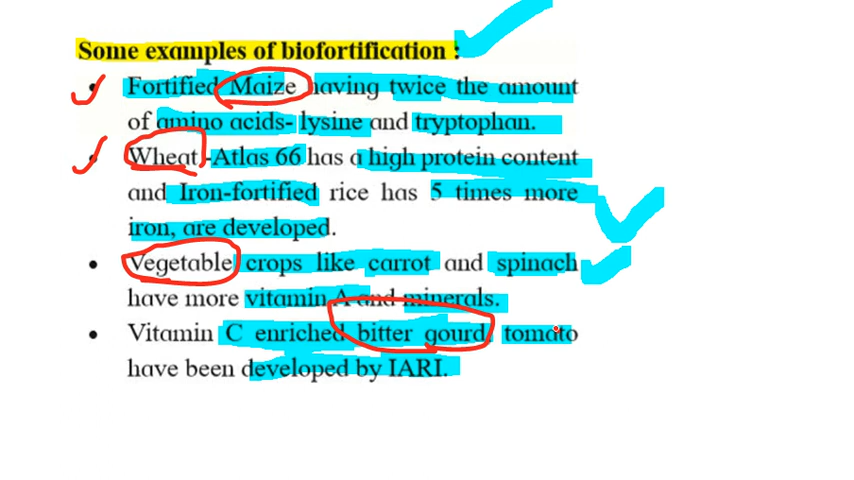 Some examples of biofortification :
• Fortified Maize having twice the amount
of amino acids- lysine and tryptophan.
• Wheat,-Atlas 66 has a high protein content
and Iron-fortified rice has 5 times more
iron, are developed.
• Vegetable crops like carrot and spinach
have more vitamin A and minerals.
• Vitamin C enriched bitter gourd, tomato
have been developed by IARI.